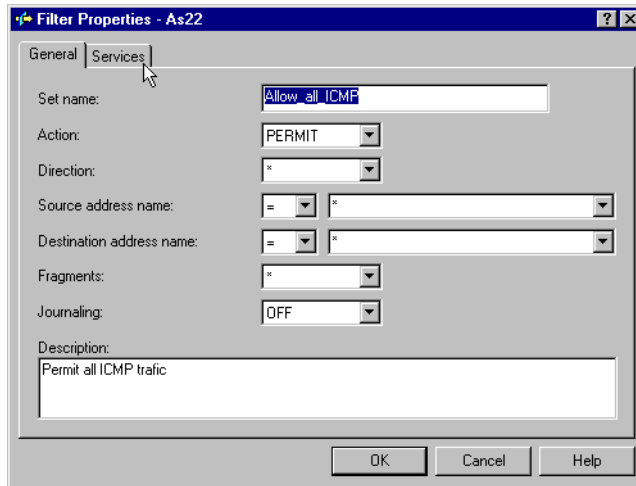 Filter Properties - As22
General Services
Set name: Allow_all_ICMP
Action: PERMIT
Direction: *
Source address name: = *
Destination address name: = *
Fragments: *
Journaling: OFF
Description:
Permit all ICMP trafic
OK Cancel Help